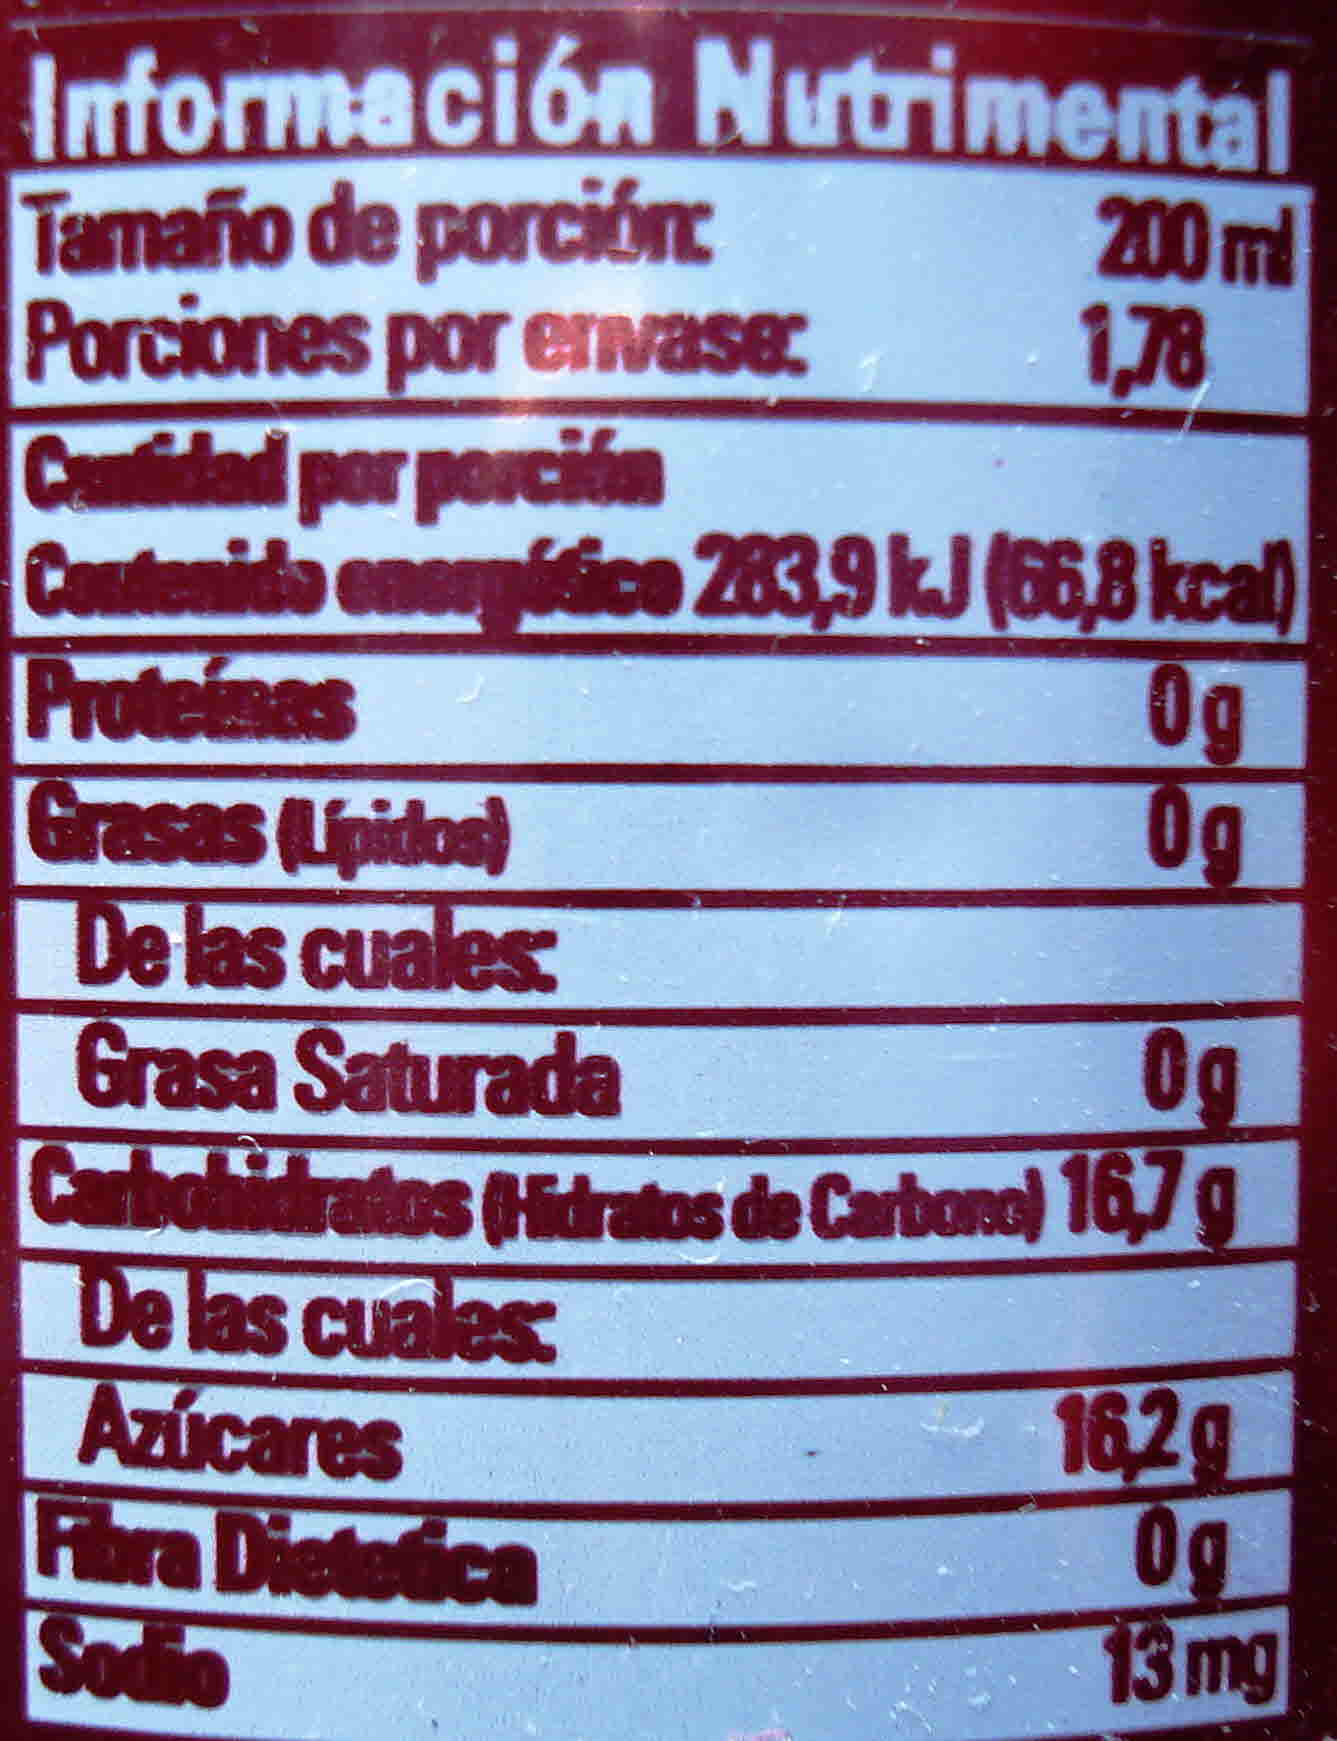 Información Nutrimental
Tamaño de porción: 200 ml
Porciones por envase: 1,78
Cantidad por porción
Contenido energético 283,9 kJ (66,8 kcal)
Proteínas 0 g
Grasas (Lípidos) 0 g
De las cuales:
Grasa Saturada 0 g
Carbohidratos (Hidratos de Carbono) 16,7 g
De las cuales:
Azúcares 16,2 g
Fibra Dietetica 0 g
Sodio 13 mg